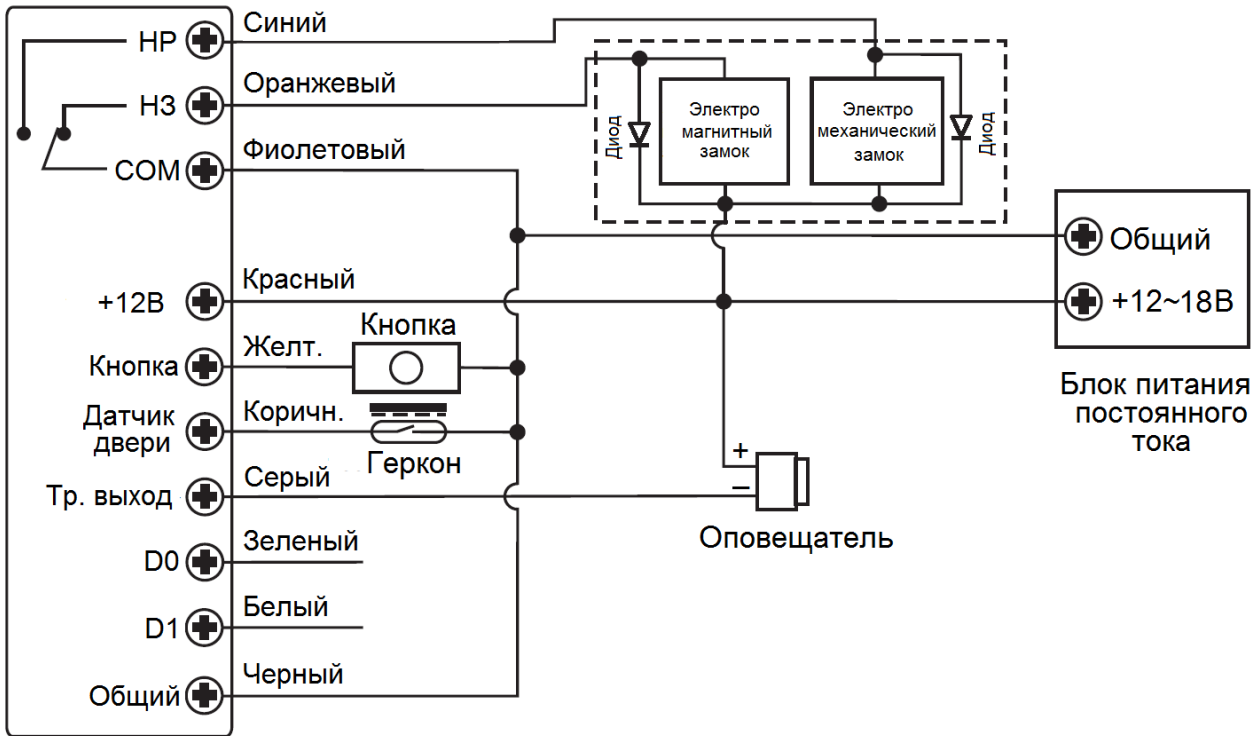 НР
Синий
НЗ
Оранжевый
COM
Фиолетовый
Диод
Электро
магнитный
замок
Электро
механический
замок
Диод
Общий
+12В
Красный
+12~18В
Кнопка
Желт.
Кнопка
Блок питания
постоянного
тока
Датчик
двери
Коричн.
Геркон
Тр. выход
Серый
+
–
Оповещатель
D0
Зеленый
D1
Белый
Общий
Черный